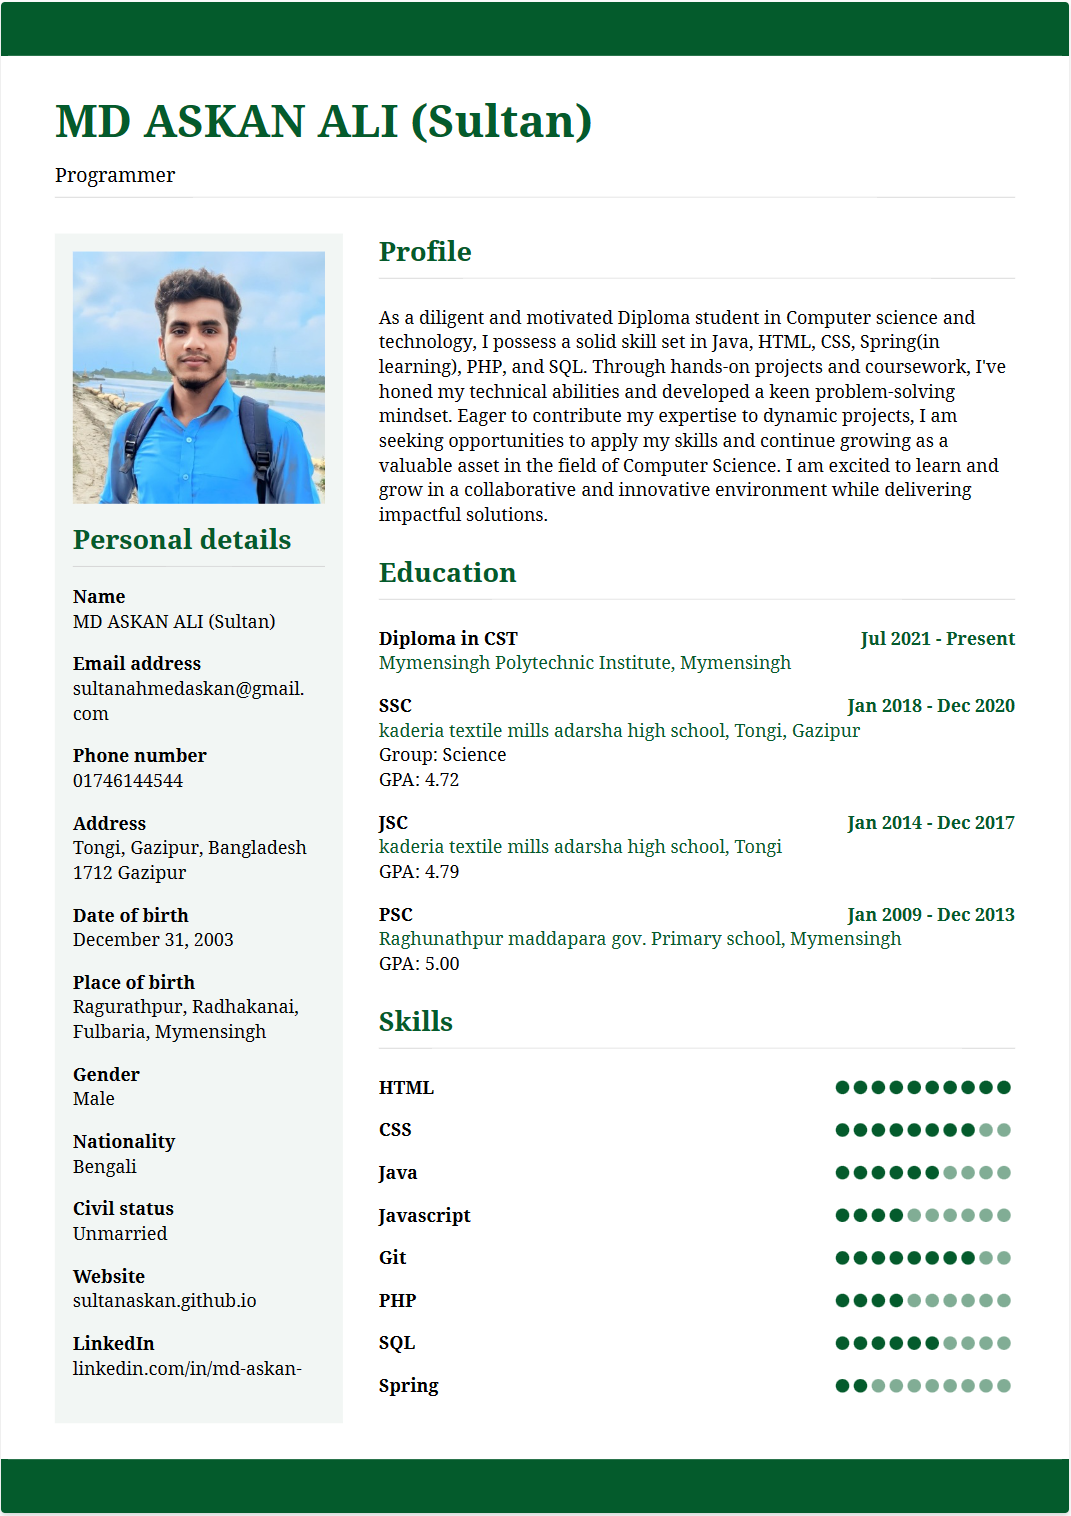 MD ASKAN ALI (Sultan)
Programmer
Personal details
Name
MD ASKAN ALI (Sultan)
Email address
sultanahmedaskan@gmail.
com
Phone number
01746144544
Address
Tongi, Gazipur, Bangladesh
1712 Gazipur
Date of birth
December 31, 2003
Place of birth
Ragurathpur, Radhakanai,
Fulbaria, Mymensingh
Gender
Male
Nationality
Bengali
Civil status
Unmarried
Website
sultanaskan.github.io
LinkedIn
linkedin.com/in/md-askan-
Profile
As a diligent and motivated Diploma student in Computer science and
technology, I possess a solid skill set in Java, HTML, CSS, Spring(in
learning), PHP, and SQL. Through hands-on projects and coursework, I've
honed my technical abilities and developed a keen problem-solving
mindset. Eager to contribute my expertise to dynamic projects, I am
seeking opportunities to apply my skills and continue growing as a
valuable asset in the field of Computer Science. I am excited to learn and
grow in a collaborative and innovative environment while delivering
impactful solutions.
Education
Diploma in CST Jul 2021 - Present
Mymensingh Polytechnic Institute, Mymensingh
SSC Jan 2018 - Dec 2020
kaderia textile mills adarsha high school, Tongi, Gazipur
Group: Science
GPA: 4.72
JSC Jan 2014 - Dec 2017
kaderia textile mills adarsha high school, Tongi
GPA: 4.79
PSC Jan 2009 - Dec 2013
Raghunathpur maddapara gov. Primary school, Mymensingh
GPA: 5.00
Skills
HTML
CSS
Java
Javascript
Git
PHP
SQL
Spring